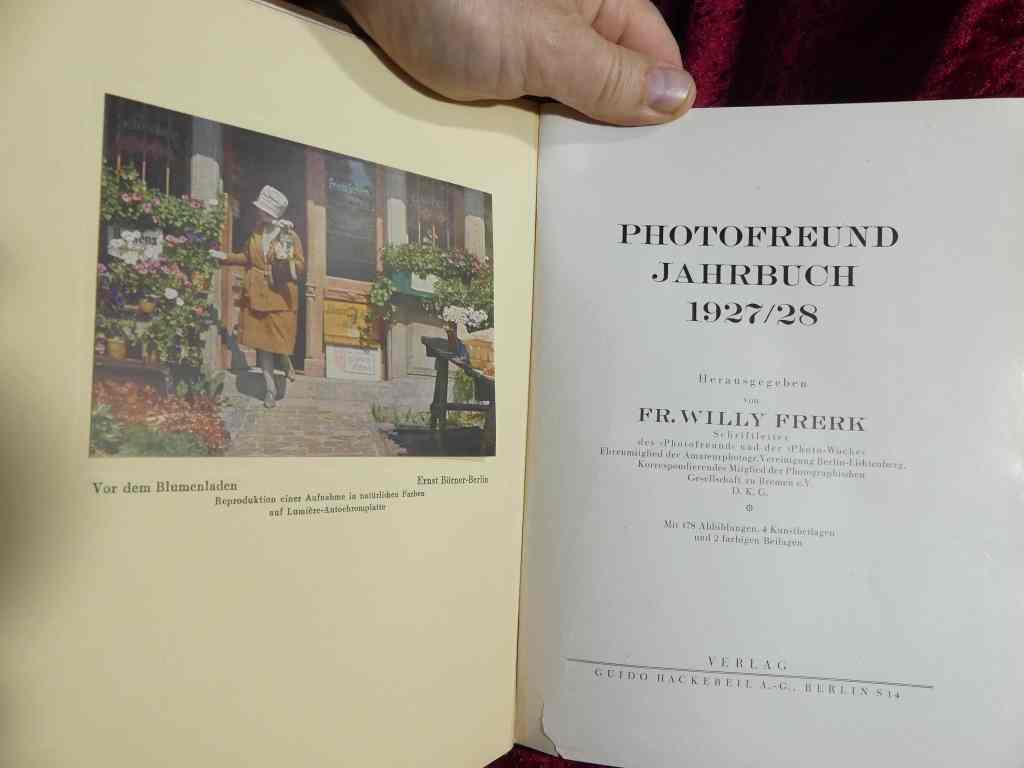 Vor dem Blumenladen
Ernst Börner-Berlin
Reproduktion einer Aufnahme in natürlichen Farben
auf Lumière-Autochromplatte
PHOTOFREUND
JAHRBUCH
1927/28
Herausgegeben
von
FR. WILLY FRERK
Schriftleiter
des ›Photofreund‹ und der ›Photo-Woche‹
Ehrenmitglied der Amateurphotogr. Vereinigung Berlin-Lichtenberg,
Korrespondierendes Mitglied der Photographischen
Gesellschaft zu Bremen e.V.
D. K. G.
Mit 178 Abbildungen, 4 Kunstbeilagen
und 2 farbigen Beilagen
VERLAG
GUIDO HACKEBEIL A.-G., BERLIN S 14